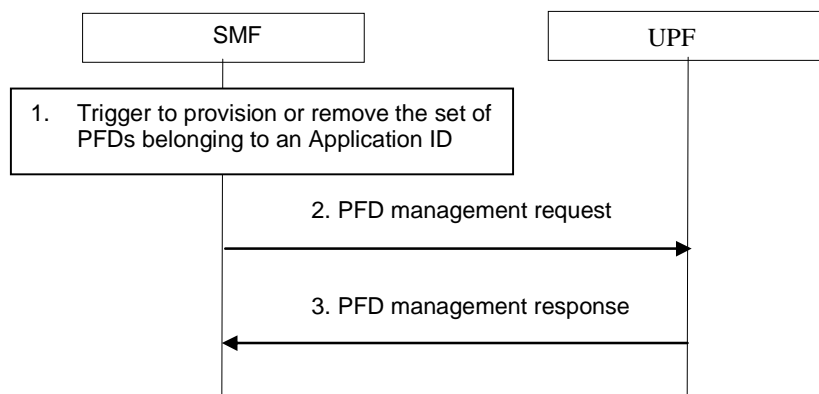 SMF
UPF
1. Trigger to provision or remove the set of
PFDs belonging to an Application ID
2. PFD management request
3. PFD management response